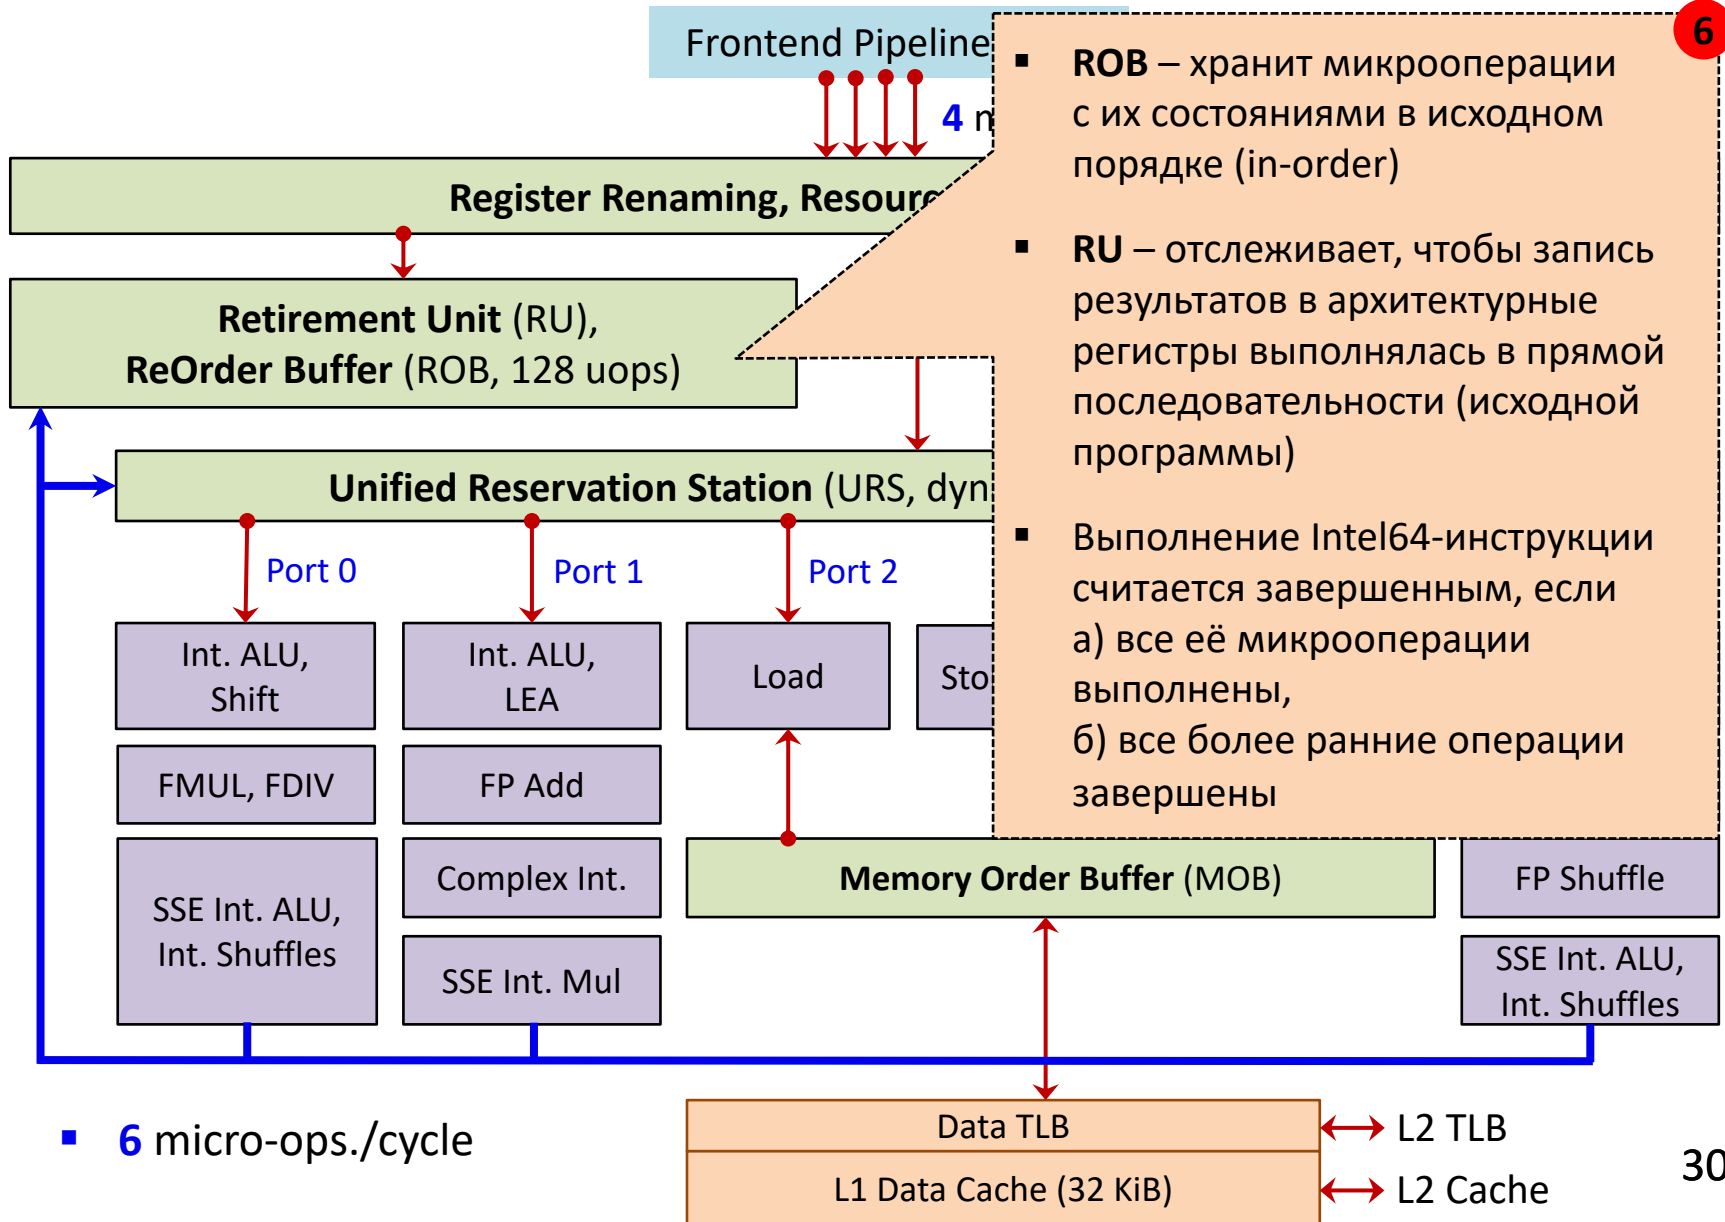 Frontend Pipeline
4
Register Renaming,
Retirement Unit (RU),
ReOrder Buffer (ROB, 128 uops)
Unified Reservation Station (URS,
Port 0
Port 1
Port 2
Int. ALU,
Shift
Int. ALU,
LEA
Load
FMUL, FDIV
FP Add
SSE Int. ALU,
Int. Shuffles
Complex Int.
SSE Int. Mul
Memory Order Buffer (MOB)
FP Shuffle
SSE Int. ALU,
Int. Shuffles
▪ 6 micro-ops./cycle
Data TLB
L1 Data Cache (32 KiB)
L2 TLB
L2 Cache
30
6
▪ ROB – хранит микрооперации
с их состояниями в исходном
порядке (in-order)
▪ RU – отслеживает, чтобы запись
результатов в архитектурные
регистры выполнялась в прямой
последовательности (исходной
программы)
▪ Выполнение Intel64-инструкции
считается завершенным, если
а) все её микрооперации
выполнены,
б) все более ранние операции
завершены